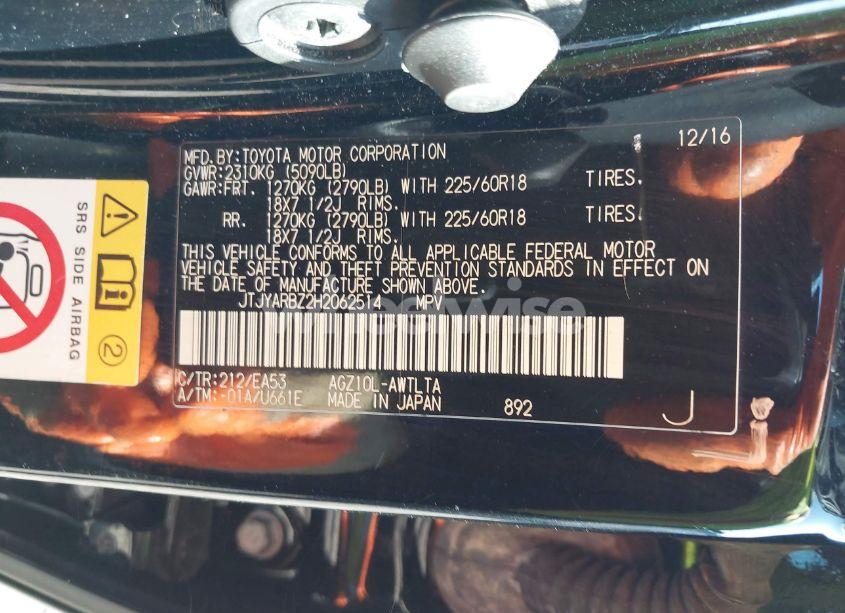 12/16
MFD.BY:TOYOTA MOTOR CORPORATION
GVWR:2310KG (5090LB)
GAWR:FRT. 1270KG (2790LB) WITH 225/60R18 TIRES.
18X7 1/2J RIMS.
RR. 1270KG (2790LB) WITH 225/60R18 TIRES.
18X7 1/2J RIMS.
THIS VEHICLE CONFORMS TO ALL APPLICABLE FEDERAL MOTOR
VEHICLE SAFETY AND THEFT PREVENTION STANDARDS IN EFFECT ON
THE DATE OF MANUFACTURE SHOWN ABOVE.
JTJYARBZ2H2062514 MPV
C/TR:212/EA53 AGZ10L-AWTLTA
A/TM:-01A/U661E MADE IN JAPAN 892 J
SRS SIDE AIRBAG
2
wheelwise